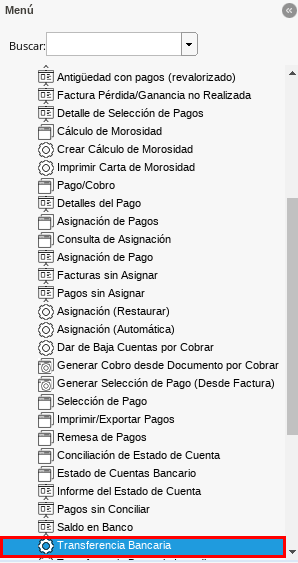 Menú
Buscar:
Antigüedad con pagos (revalorizado)
Factura Pérdida/Ganancia no Realizada
Detalle de Selección de Pagos
Cálculo de Morosidad
Crear Cálculo de Morosidad
Imprimir Carta de Morosidad
Pago/Cobro
Detalles del Pago
Asignación de Pagos
Consulta de Asignación
Asignación de Pago
Facturas sin Asignar
Pagos sin Asignar
Asignación (Restaurar)
Asignación (Automática)
Dar de Baja Cuentas por Cobrar
Generar Cobro desde Documento por Cobrar
Generar Selección de Pago (Desde Factura)
Selección de Pago
Imprimir/Exportar Pagos
Remesa de Pagos
Conciliación de Estado de Cuenta
Estado de Cuentas Bancario
Informe del Estado de Cuenta
Pagos sin Conciliar
Saldo en Banco
Transferencia Bancaria